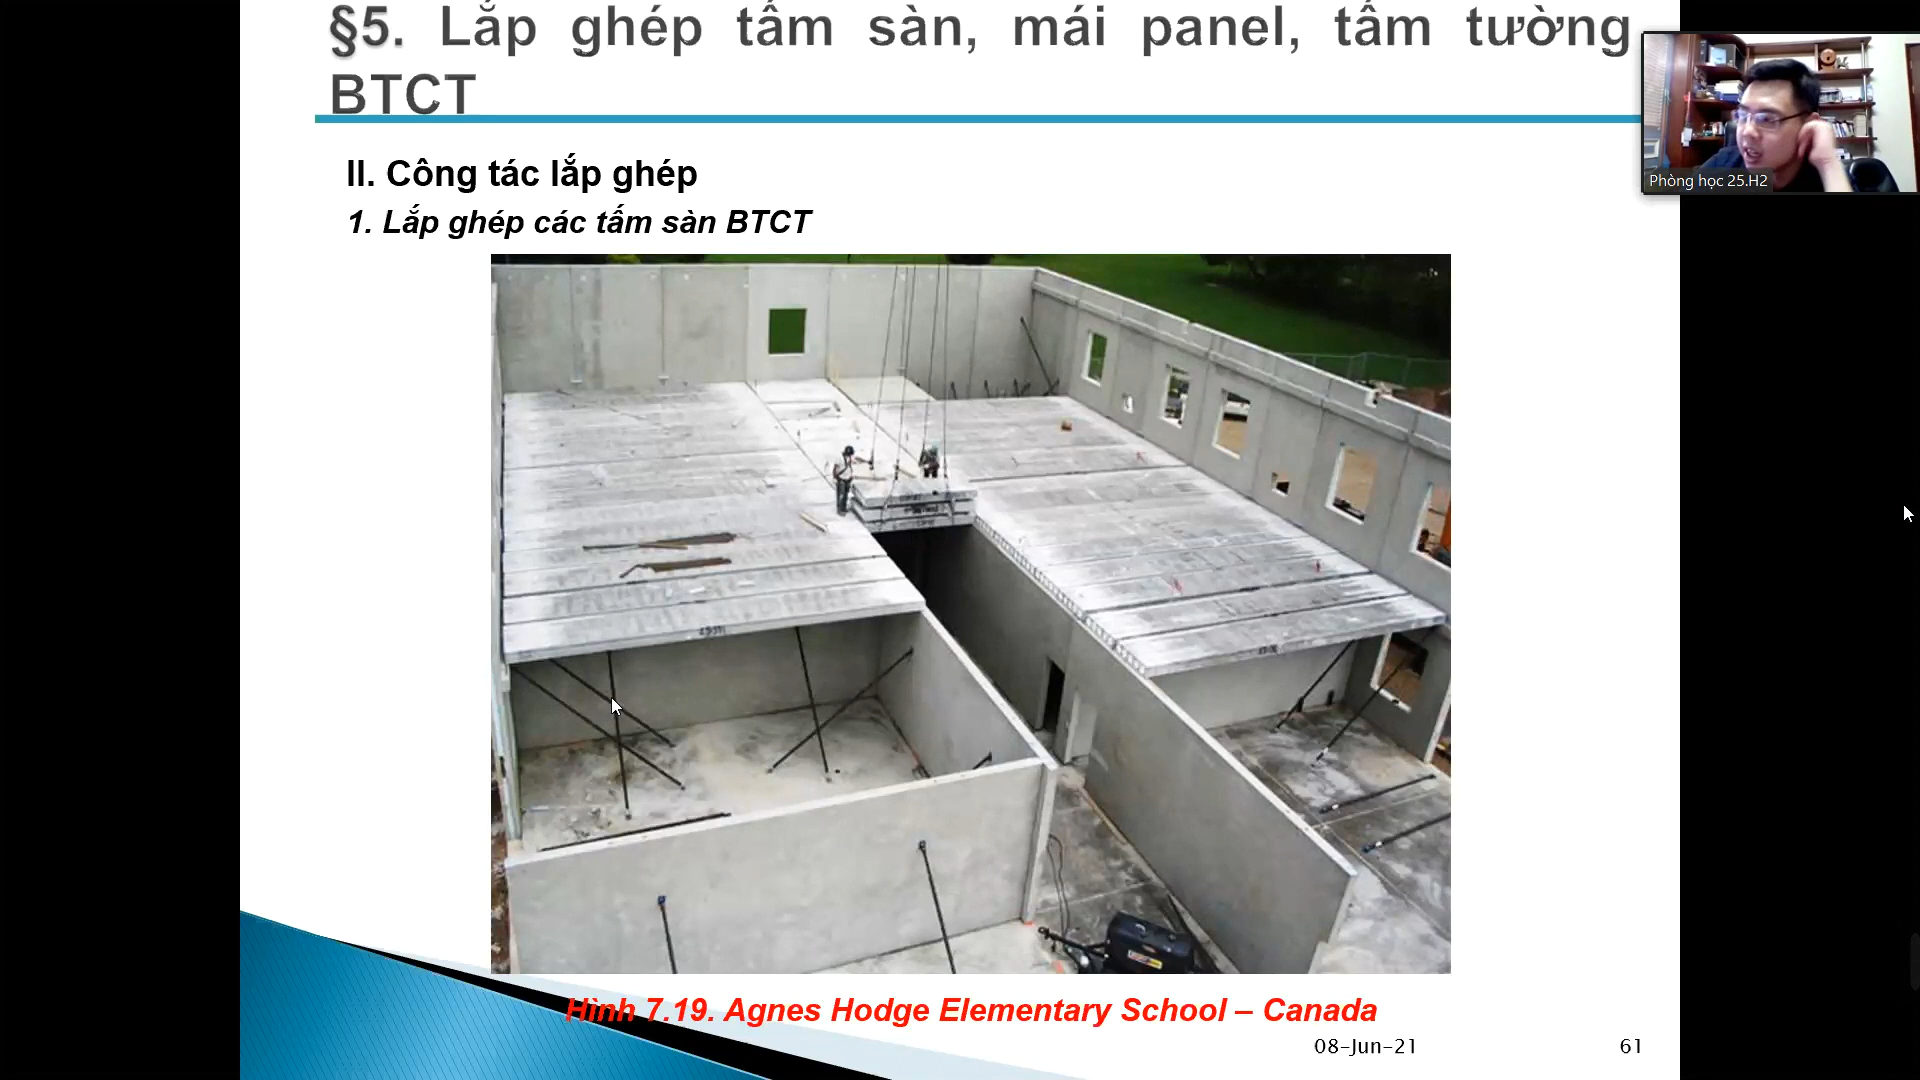 §5. Lắp ghép tấm sàn, mái panel, tấm tường
BTCT
Phòng học 25.H2
II. Công tác lắp ghép
1. Lắp ghép các tấm sàn BTCT
Hình 7.19. Agnes Hodge Elementary School – Canada
08-Jun-21
61